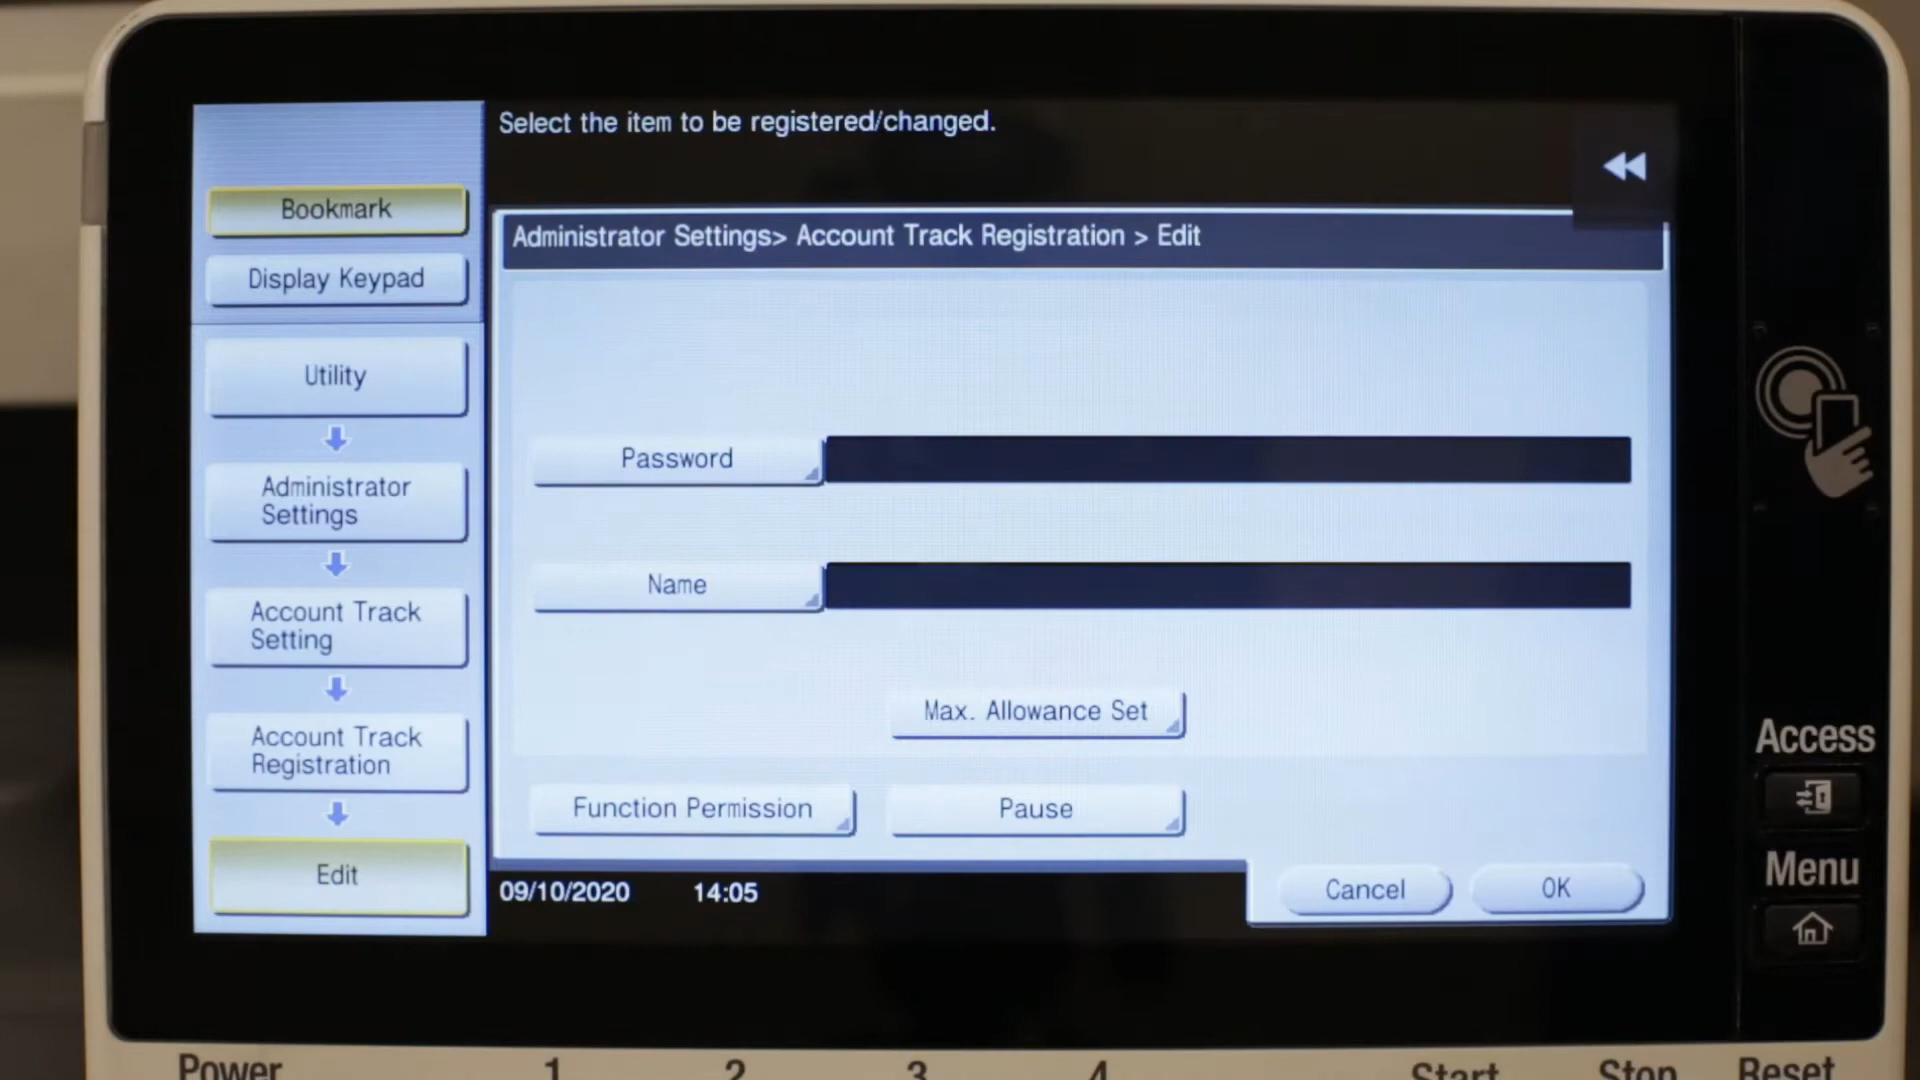 Select the item to be registered/changed.
Bookmark
Display Keypad
Utility
Administrator
Settings
Account Track
Setting
Account Track
Registration
Edit
Administrator Settings> Account Track Registration > Edit
Password
Name
Max. Allowance Set
Function Permission
Pause
09/10/2020 14:05
Cancel
OK
Access
Menu
Power 1 2 3 4 Start Stop Reset